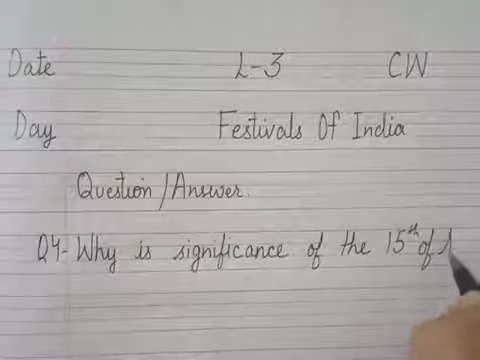 Date L-3 CW
Day Festivals Of India
Question/Answer.
Q4- Why is significance of the 15th of